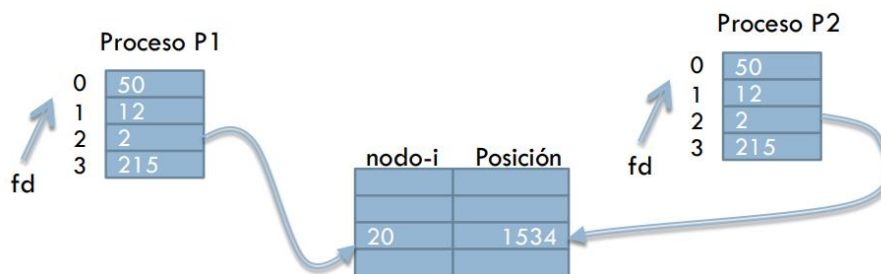 Proceso P1
0 50
1 12
2 2
3 215
fd
nodo-i Posición
20 1534
Proceso P2
0 50
1 12
2 2
3 215
fd